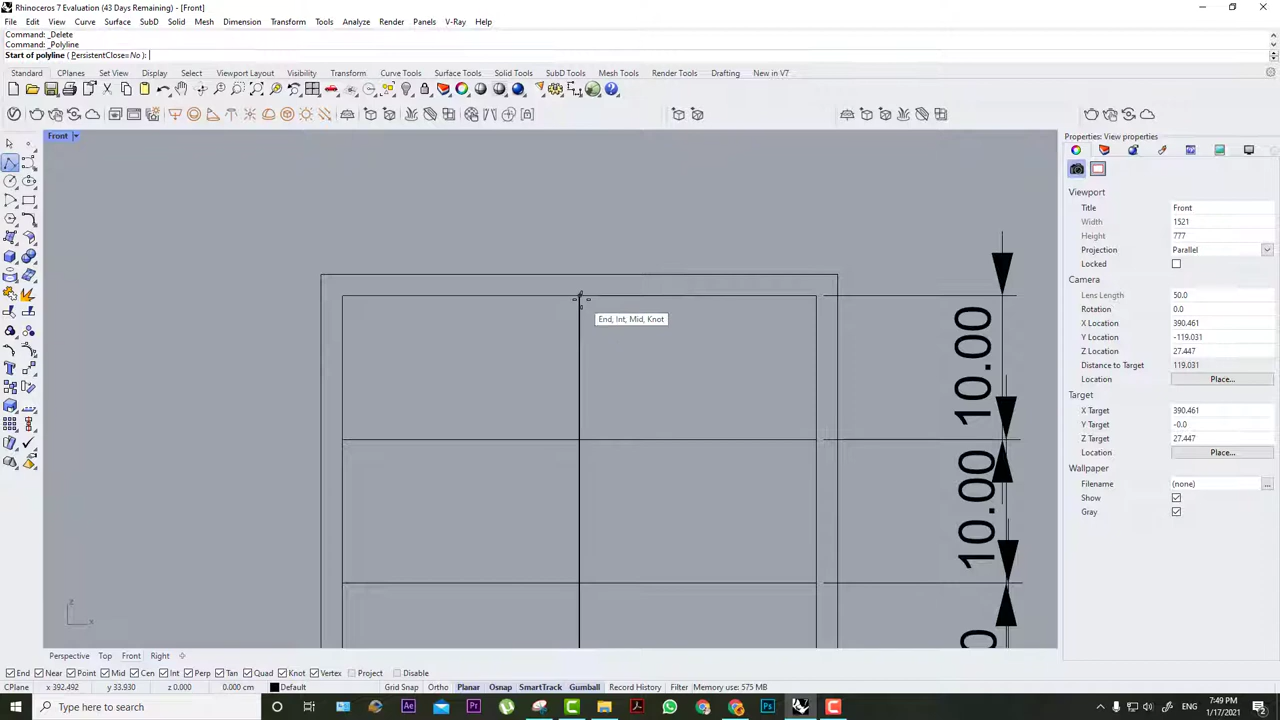 Rhinoceros 7 Evaluation (43 Days Remaining) - [Front]
File Edit View Curve Surface SubD Solid Mesh Dimension Transform Tools Analyze Render Panels V-Ray Help
Command: _Delete
Command: _Polyline
Start of polyline ( PersistentClose=No ):
Standard CPlanes Set View Display Select Viewport Layout Visibility Transform Curve Tools Surface Tools Solid Tools SubD Tools Mesh Tools Render Tools Drafting New in V7
Front
Properties: View properties
Viewport
Title Front
Width 1521
Height 777
Projection Parallel
Locked
Camera
Lens Length 50.0
Rotation 0.0
X Location 390.461
Y Location -119.031
Z Location 27.447
Distance to Target 119.031
Location Place...
Target
X Target 390.461
Y Target -0.0
Z Target 27.447
Location Place...
Wallpaper
Filename (none) ...
Show
Gray
End, Int, Mid, Knot
10.00
10.00
0
z
x
Perspective Top Front Right
End Near Point Mid Cen Int Perp Tan Quad Knot Vertex Project Disable
CPlane x 392.492 y 33.930 z 0.000 0.000 cm Default Grid Snap Ortho Planar Osnap SmartTrack Gumball Record History Filter Memory use: 575 MB
Type here to search
7:49 PM
1/17/2021